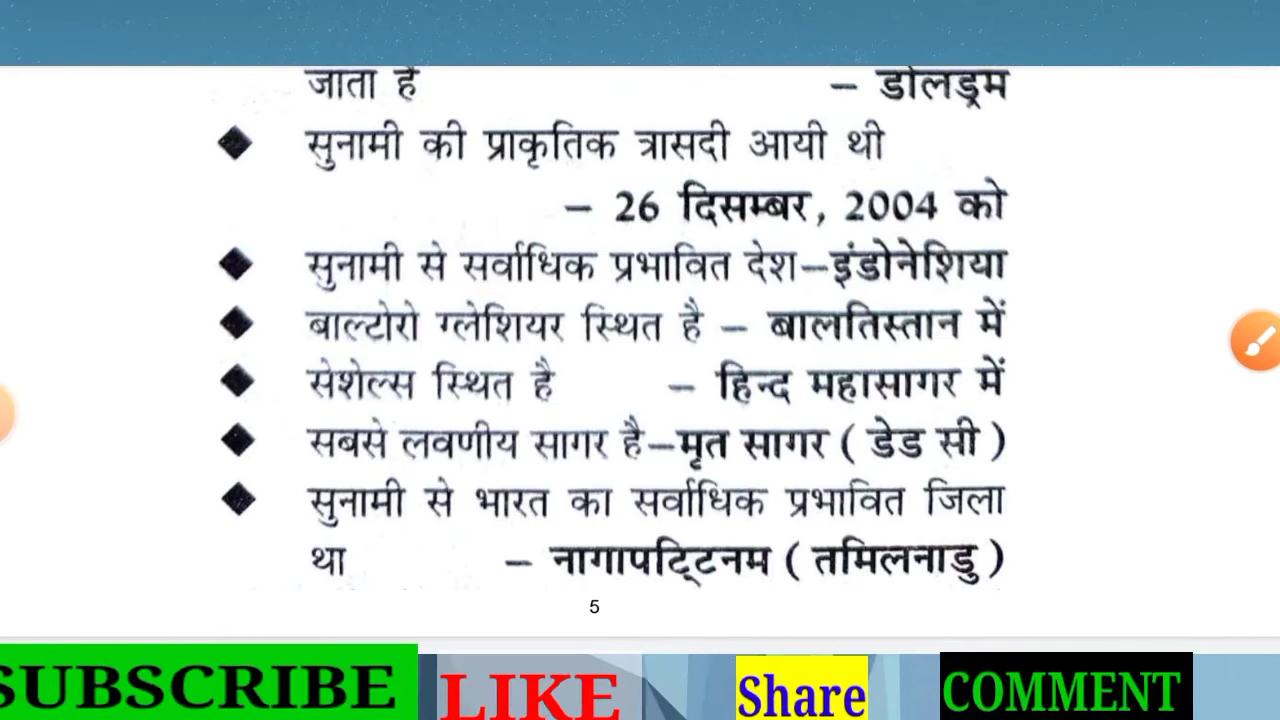 जाता है – डोलड्रम
◆ सुनामी की प्राकृतिक त्रासदी आयी थी
– 26 दिसम्बर, 2004 को
◆ सुनामी से सर्वाधिक प्रभावित देश–इंडोनेशिया
◆ बाल्टोरो ग्लेशियर स्थित है – बालतिस्तान में
◆ सेशेल्स स्थित है – हिन्द महासागर में
◆ सबसे लवणीय सागर है–मृत सागर ( डेड सी )
◆ सुनामी से भारत का सर्वाधिक प्रभावित जिला
था – नागापट्टिनम ( तमिलनाडु )
5
SUBSCRIBE LIKE Share COMMENT